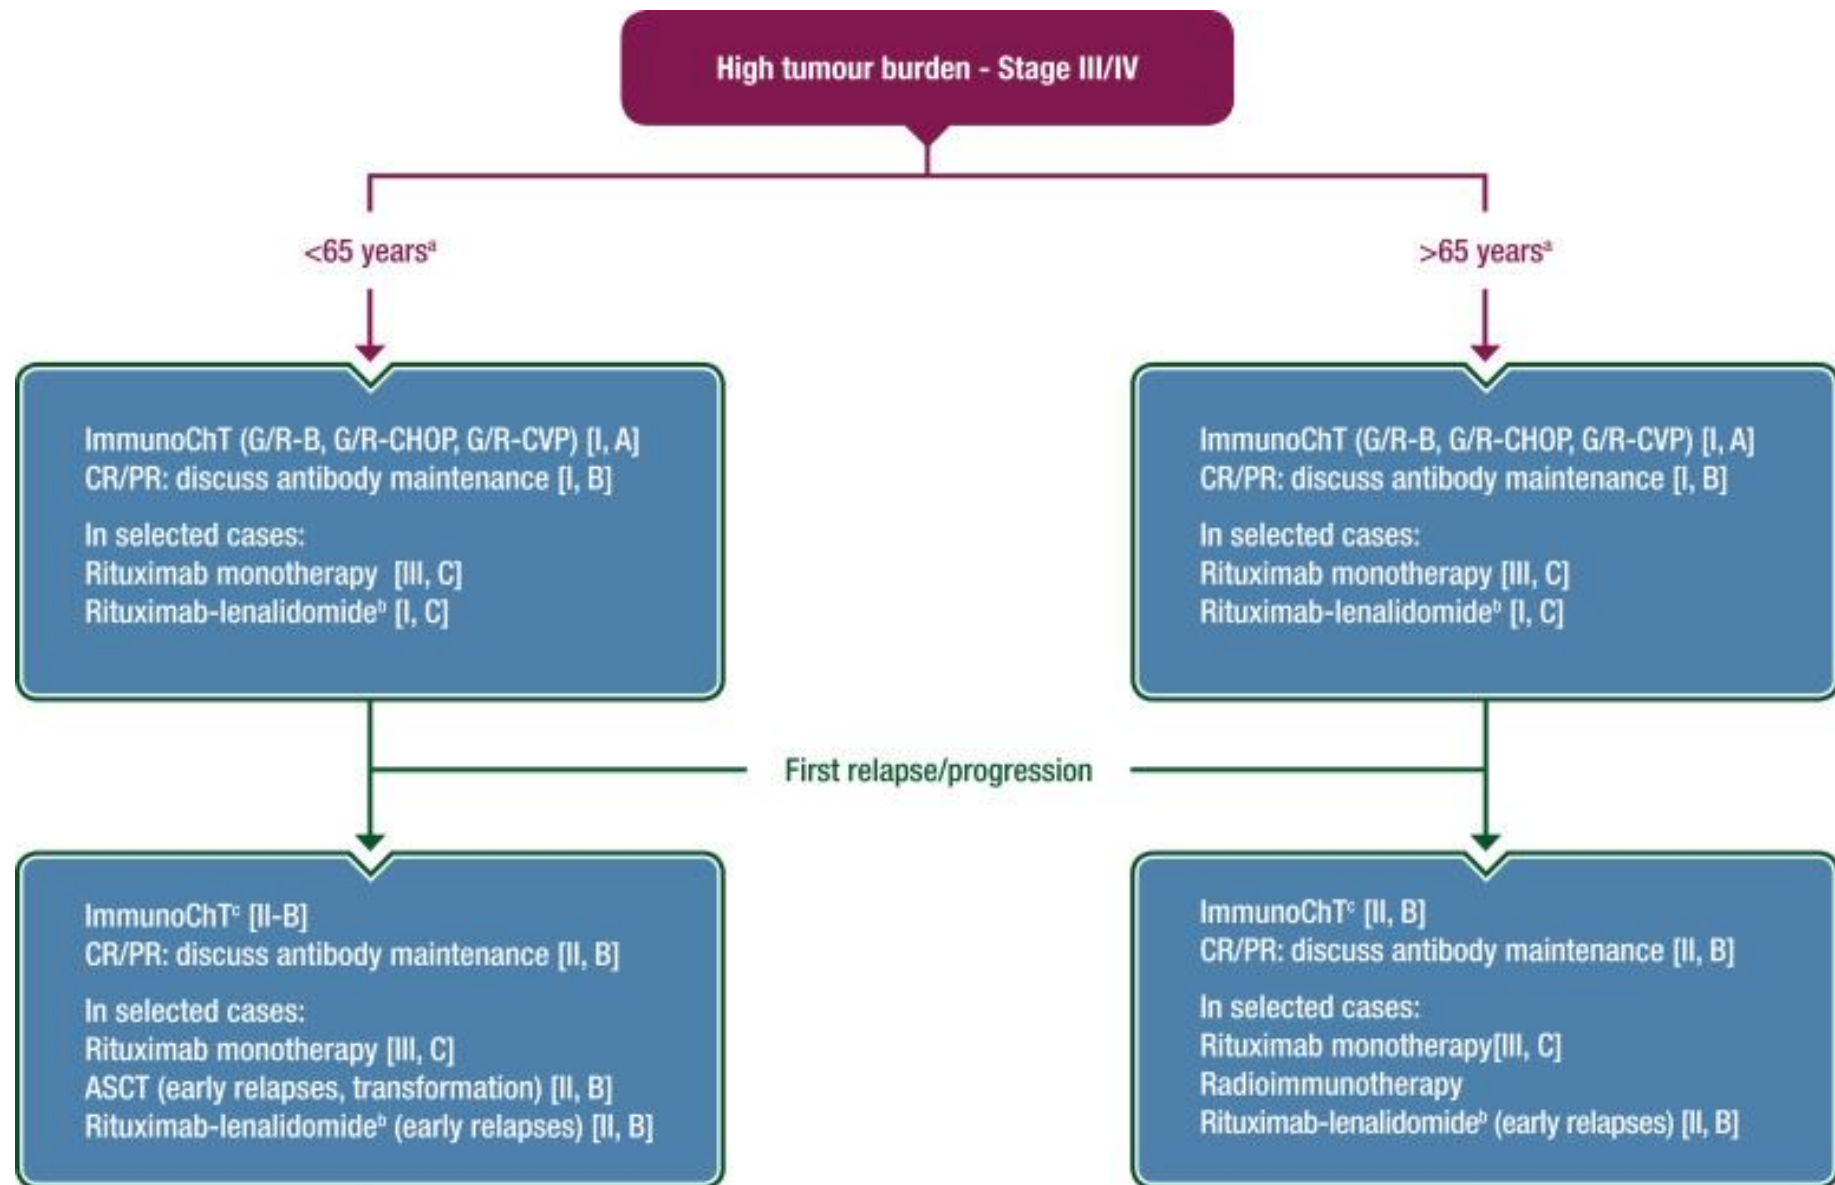 High tumour burden - Stage III/IV
<65 yearsᵃ
>65 yearsᵃ
ImmunoChT (G/R-B, G/R-CHOP, G/R-CVP) [I, A]
CR/PR: discuss antibody maintenance [I, B]
In selected cases:
Rituximab monotherapy [III, C]
Rituximab-lenalidomideᵇ [I, C]
ImmunoChT (G/R-B, G/R-CHOP, G/R-CVP) [I, A]
CR/PR: discuss antibody maintenance [I, B]
In selected cases:
Rituximab monotherapy [III, C]
Rituximab-lenalidomideᵇ [I, C]
First relapse/progression
ImmunoChTᶜ [II-B]
CR/PR: discuss antibody maintenance [II, B]
In selected cases:
Rituximab monotherapy [III, C]
ASCT (early relapses, transformation) [II, B]
Rituximab-lenalidomideᵇ (early relapses) [II, B]
ImmunoChTᶜ [II, B]
CR/PR: discuss antibody maintenance [II, B]
In selected cases:
Rituximab monotherapy[III, C]
Radioimmunotherapy
Rituximab-lenalidomideᵇ (early relapses) [II, B]